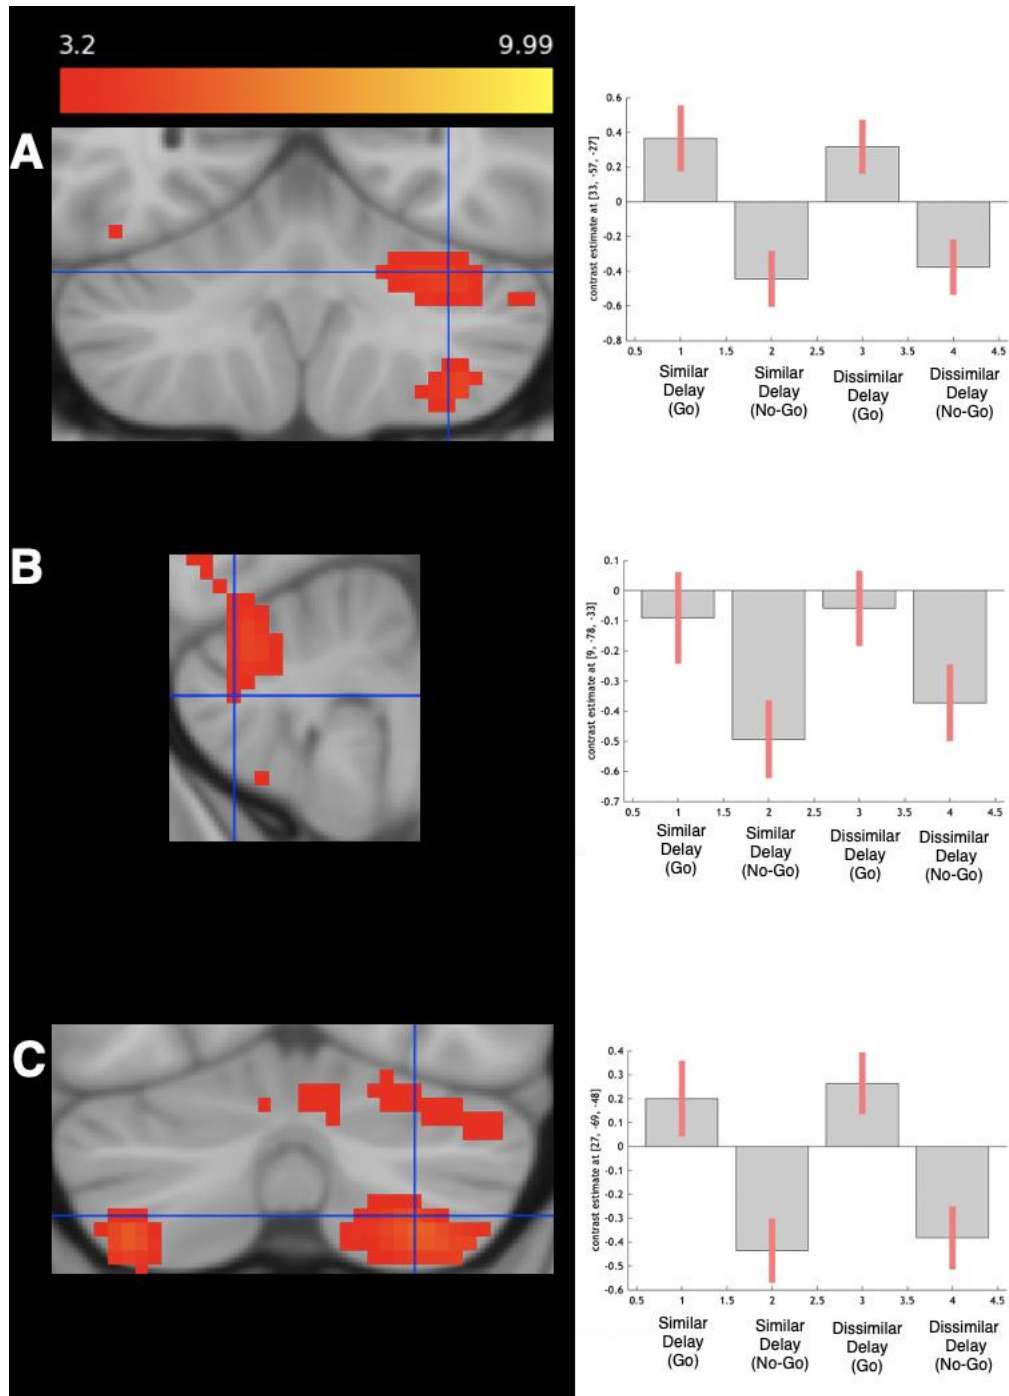 3.2 9.99
A
contrast estimate at [33, -57, -27]
0.6
0.4
0.2
0
-0.2
-0.4
-0.6
-0.8
0.5 1 1.5 2 2.5 3 3.5 4 4.5
Similar Similar Dissimilar Dissimilar
Delay Delay Delay Delay
(Go) (No-Go) (Go) (No-Go)
B
contrast estimate at [9, -78, -33]
0.1
0
-0.1
-0.2
-0.3
-0.4
-0.5
-0.6
-0.7
0.5 1 1.5 2 2.5 3 3.5 4 4.5
Similar Similar Dissimilar Dissimilar
Delay Delay Delay Delay
(Go) (No-Go) (Go) (No-Go)
C
contrast estimate at [27, -69, -48]
0.4
0.3
0.2
0.1
0
-0.1
-0.2
-0.3
-0.4
-0.5
-0.6
0.5 1 1.5 2 2.5 3 3.5 4 4.5
Similar Similar Dissimilar Dissimilar
Delay Delay Delay Delay
(Go) (No-Go) (Go) (No-Go)